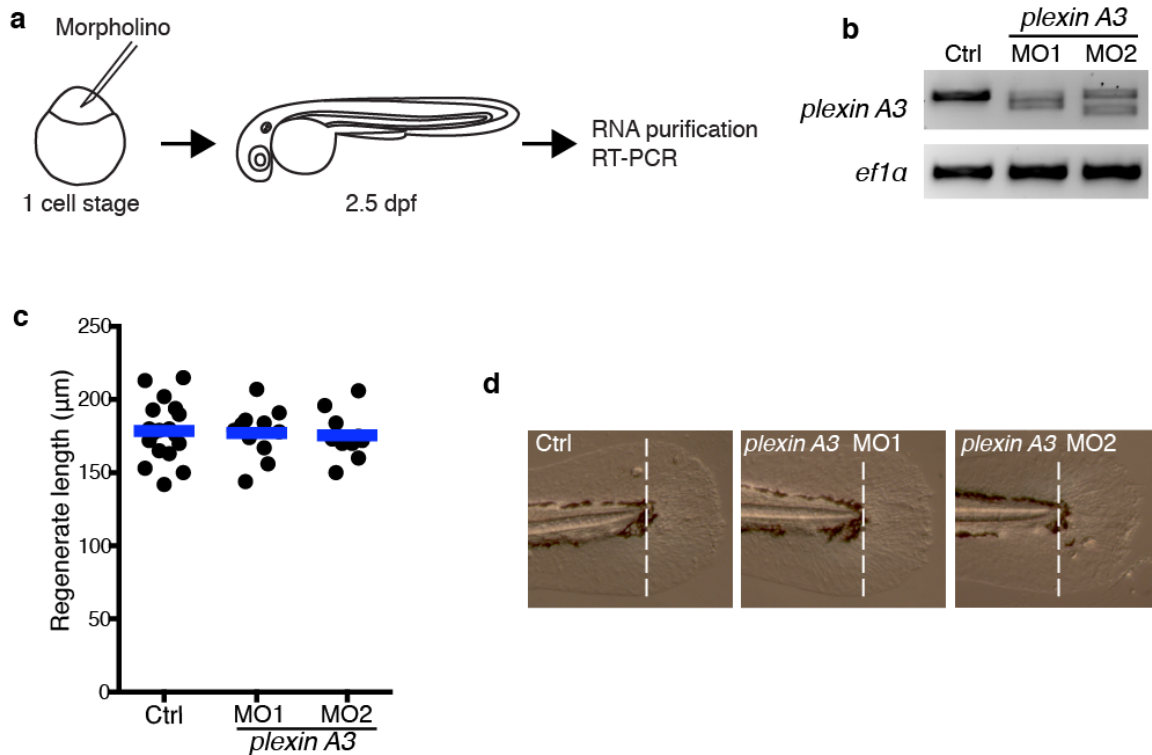 a
Morpholino
1 cell stage
2.5 dpf
RNA purification
RT-PCR
b
plexin A3
Ctrl MO1 MO2
plexin A3
ef1α
c
Regenerate length (µm)
250
200
150
100
50
0
Ctrl MO1 MO2
plexin A3
d
Ctrl
plexin A3 MO1
plexin A3 MO2